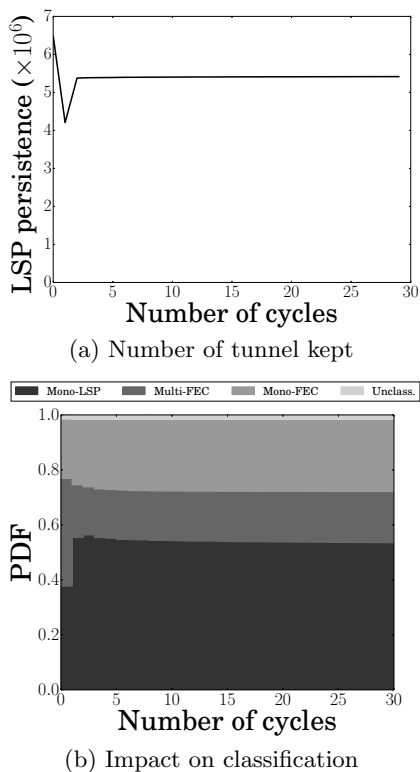 7
6
5
4
3
2
1
0
LSP persistence (×10⁶)
0 5 10 15 20 25 30
Number of cycles
(a) Number of tunnel kept
Mono-LSP Multi-FEC Mono-FEC Unclass.
1.0
0.8
0.6
0.4
0.2
0.0
PDF
0 5 10 15 20 25 30
Number of cycles
(b) Impact on classification